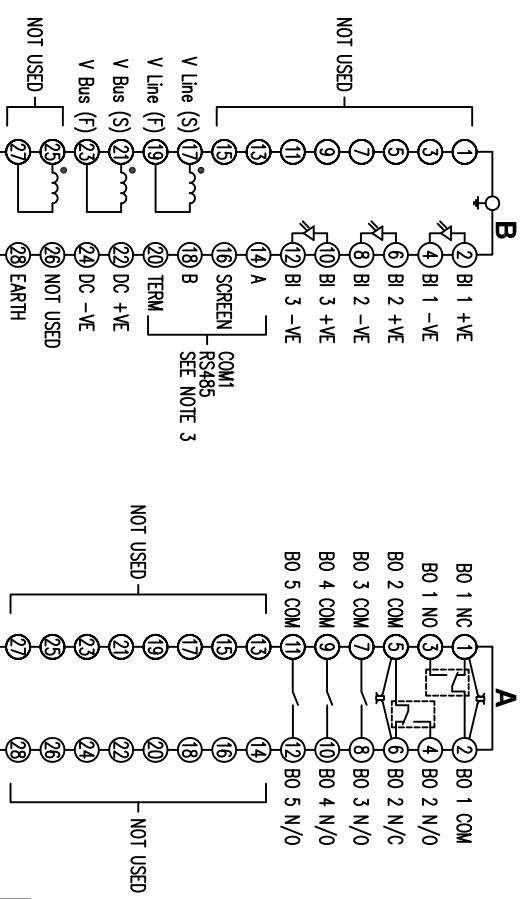 B
1 2 BI 1 +VE
3 4 BI 1 -VE
5 6 BI 2 +VE
NOT USED
7 8 BI 2 -VE
9 10 BI 3 +VE
11 12 BI 3 -VE
13 14 A
15 16 SCREEN
V Line (S) 17 18 B
V Line (F) 19 20 TERM
COM1
RS485
SEE NOTE 3
V Bus (S) 21 22 DC +VE
V Bus (F) 23 24 DC -VE
NOT USED
25 26 NOT USED
27 28 EARTH
A
BO 1 NC 1 2 BO 1 COM
BO 1 NO 3 4 BO 2 N/O
BO 2 COM 5 6 BO 2 N/C
BO 3 COM 7 8 BO 3 N/O
BO 4 COM 9 10 BO 4 N/O
BO 5 COM 11 12 BO 5 N/O
13 14
15 16
17 18
19 20
NOT USED
NOT USED
21 22
23 24
25 26
27 28